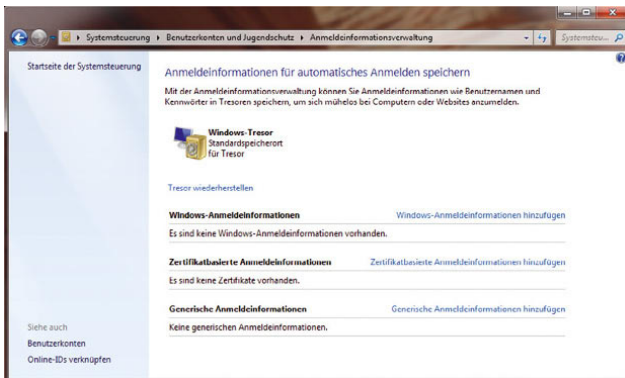 Systemsteuerung ▸ Benutzerkonten und Jugendschutz ▸ Anmeldeinformationsverwaltung
Systemsteu...
Startseite der Systemsteuerung
Anmeldeinformationen für automatisches Anmelden speichern
Mit der Anmeldeinformationsverwaltung können Sie Anmeldeinformationen wie Benutzernamen und
Kennwörter in Tresoren speichern, um sich mühelos bei Computern oder Websites anzumelden.
Windows-Tresor
Standardspeicherort
für Tresor
Tresor wiederherstellen
Windows-Anmeldeinformationen Windows-Anmeldeinformationen hinzufügen
Es sind keine Windows-Anmeldeinformationen vorhanden.
Zertifikatbasierte Anmeldeinformationen Zertifikatbasierte Anmeldeinformationen hinzufügen
Es sind keine Zertifikate vorhanden.
Generische Anmeldeinformationen Generische Anmeldeinformationen hinzufügen
Keine generischen Anmeldeinformationen.
Siehe auch
Benutzerkonten
Online-IDs verknüpfen